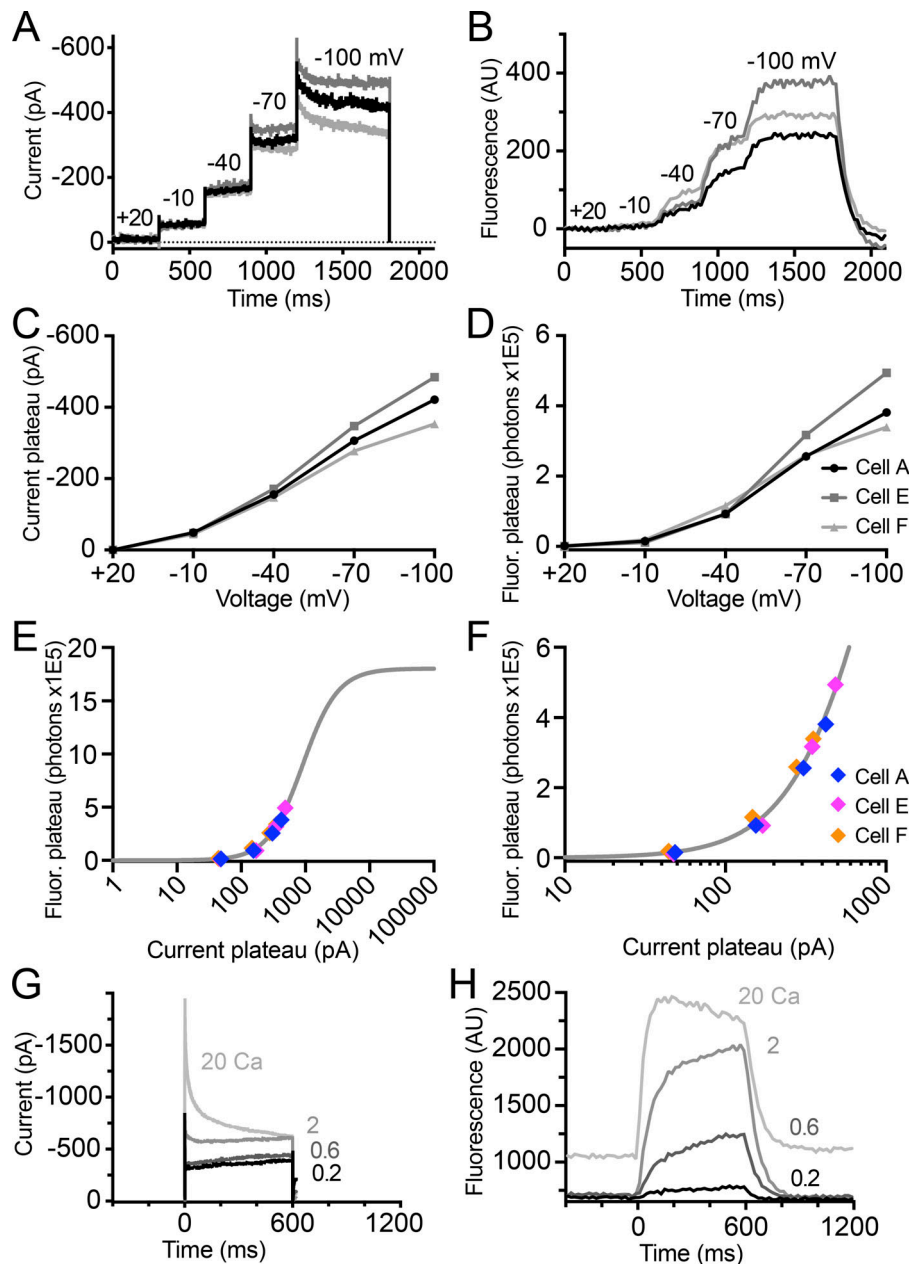 A
Current (pA)
-600
-400
-200
0
+20
-10
-40
-70
-100 mV
0
500
1000
1500
2000
Time (ms)
B
Fluorescence (AU)
400
200
0
+20
-10
-40
-70
-100 mV
0
500
1000
1500
2000
Time (ms)
C
Current plateau (pA)
-600
-400
-200
0
+20
-10
-40
-70
-100
Voltage (mV)
D
Fluor. plateau (photons x1E5)
6
4
2
0
Cell A
Cell E
Cell F
+20
-10
-40
-70
-100
Voltage (mV)
E
Fluor. plateau (photons x1E5)
20
15
10
5
0
1
10
100
1000
10000
100000
Current plateau (pA)
F
Fluor. plateau (photons x1E5)
6
4
2
0
Cell A
Cell E
Cell F
10
100
1000
Current plateau (pA)
G
Current (pA)
-1500
-1000
-500
0
20 Ca
2
0.6
0.2
0
600
1200
Time (ms)
H
Fluorescence (AU)
2500
2000
1500
1000
20 Ca
2
0.6
0.2
0
600
1200
Time (ms)